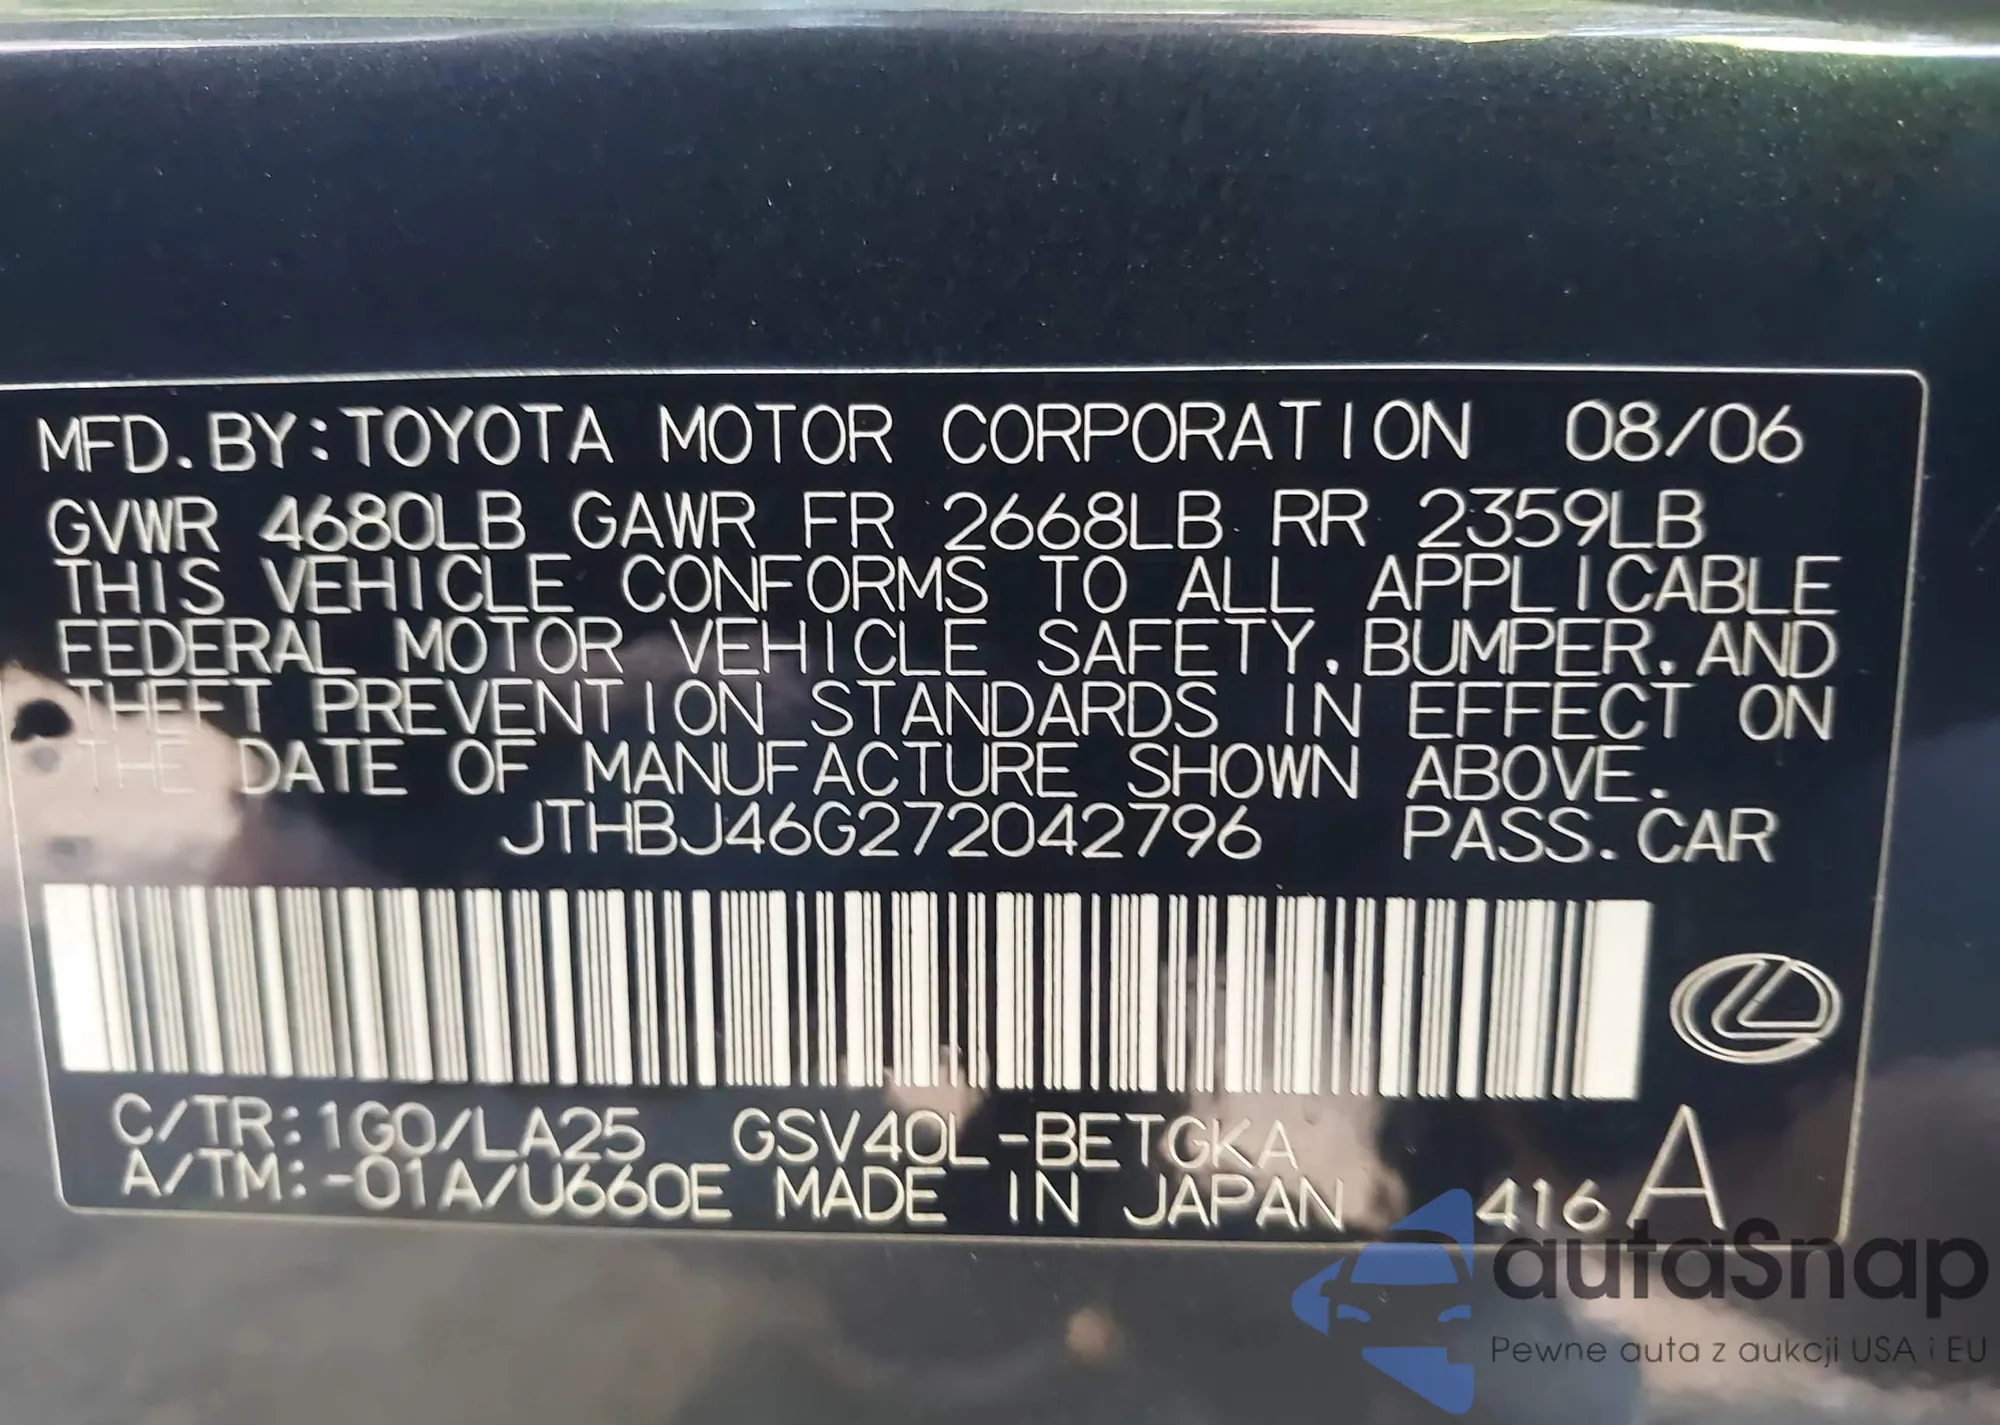 MFD. BY: TOYOTA MOTOR CORPORATION 08/06
GVWR 4680LB GAWR FR 2668LB RR 2359LB
THIS VEHICLE CONFORMS TO ALL APPLICABLE
FEDERAL MOTOR VEHICLE SAFETY, BUMPER, AND
THEFT PREVENTION STANDARDS IN EFFECT ON
THE DATE OF MANUFACTURE SHOWN ABOVE.
JTHBJ46G272042796 PASS. CAR
C/TR: 1G0/LA25 GSV40L-BETGKA
A/TM: -01A/U660E MADE IN JAPAN 416 A
autaSnap
Pewne auta z aukcji USA i EU